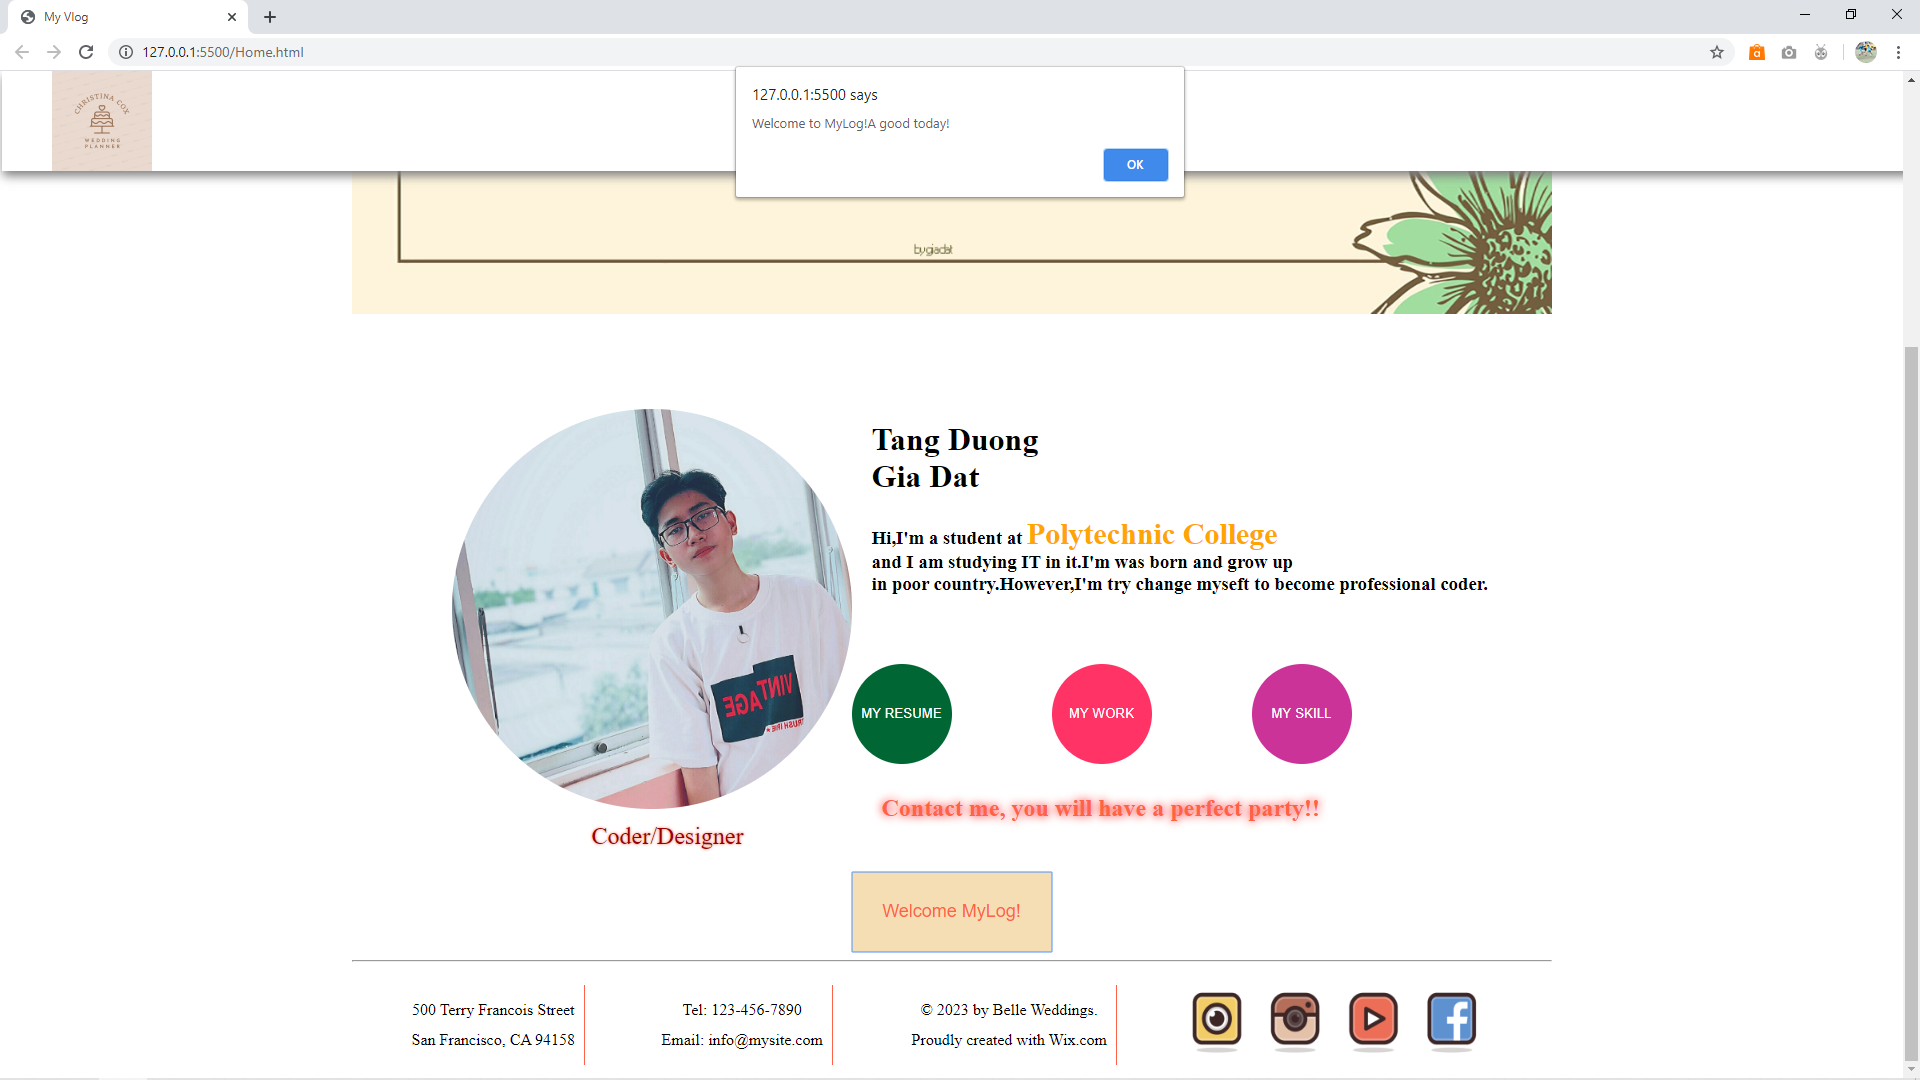 My Vlog
127.0.0.1:5500/Home.html
CHRISTINA COX
WEDDING
PLANNER
127.0.0.1:5500 says
Welcome to MyLog!A good today!
OK
bygiadat
Tang Duong
Gia Dat
Hi,I'm a student at Polytechnic College
and I am studying IT in it.I'm was born and grow up
in poor country.However,I'm try change myseft to become professional coder.
VINTAGE
MY RESUME
MY WORK
MY SKILL
Contact me, you will have a perfect party!!
Coder/Designer
Welcome MyLog!
500 Terry Francois Street
San Francisco, CA 94158
Tel: 123-456-7890
Email: info@mysite.com
© 2023 by Belle Weddings.
Proudly created with Wix.com